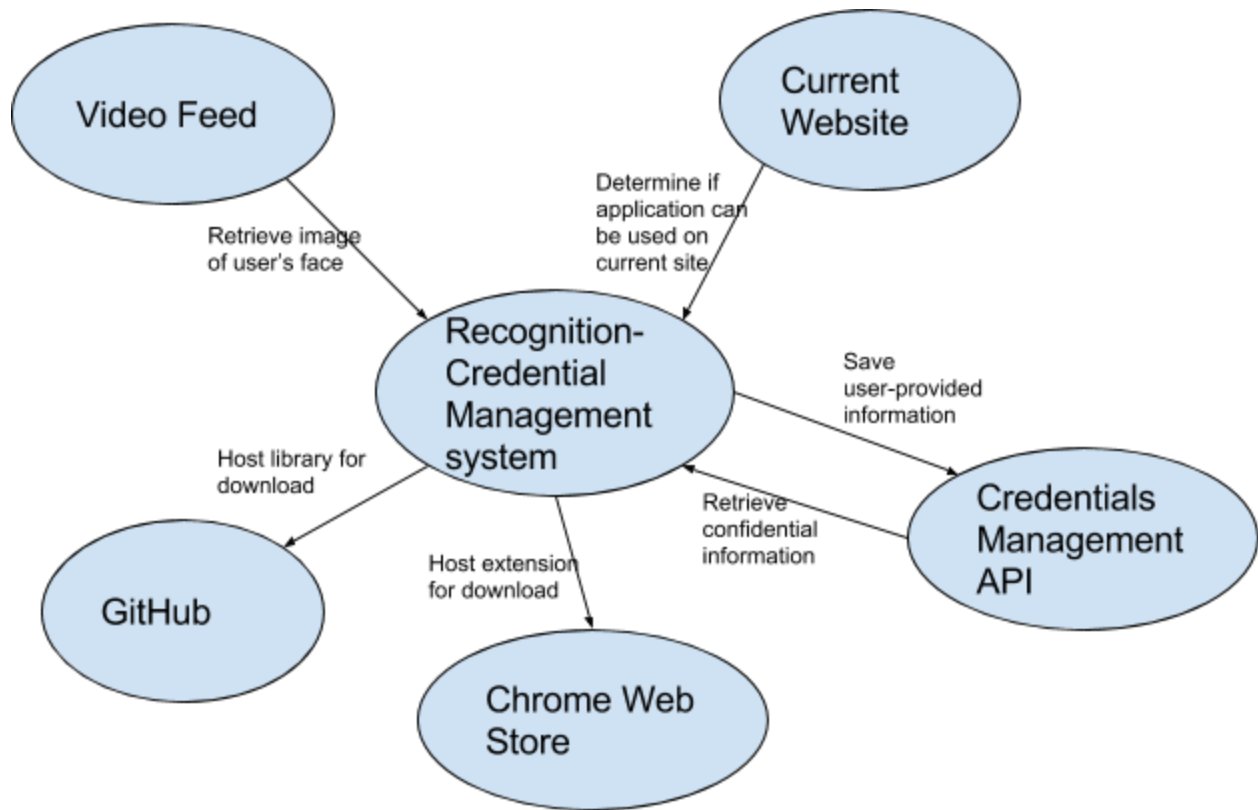 Video Feed
Current
Website
Determine if
application can
be used on
current site
Retrieve image
of user's face
Recognition-
Credential
Management
system
Save
user-provided
information
Host library for
download
Retrieve
confidential
information
Credentials
Management
API
Host extension
for download
GitHub
Chrome Web
Store